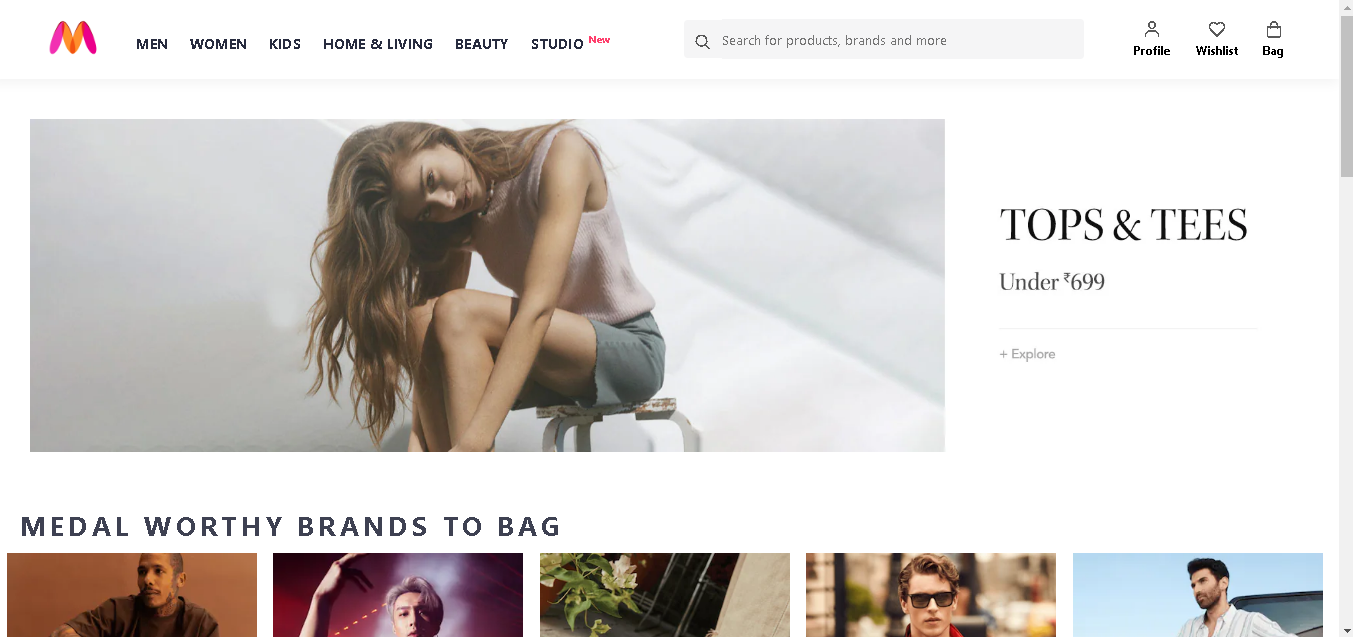 MEN WOMEN KIDS HOME & LIVING BEAUTY STUDIO New
Search for products, brands and more
Profile Wishlist Bag
TOPS & TEES
Under ₹699
+ Explore
MEDAL WORTHY BRANDS TO BAG